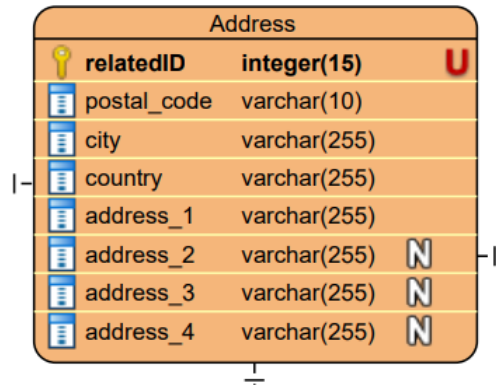 Address
relatedID integer(15) U
postal_code varchar(10)
city varchar(255)
country varchar(255)
address_1 varchar(255)
address_2 varchar(255) N
address_3 varchar(255) N
address_4 varchar(255) N